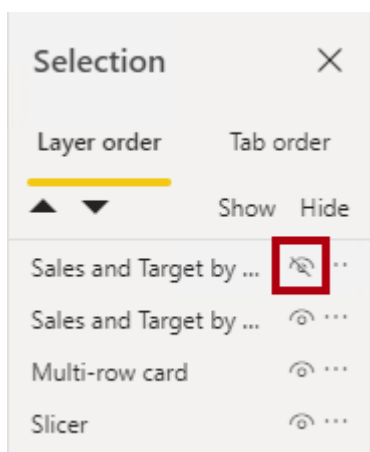 Selection
Layer order Tab order
Show Hide
Sales and Target by ...
Sales and Target by ...
Multi-row card
Slicer